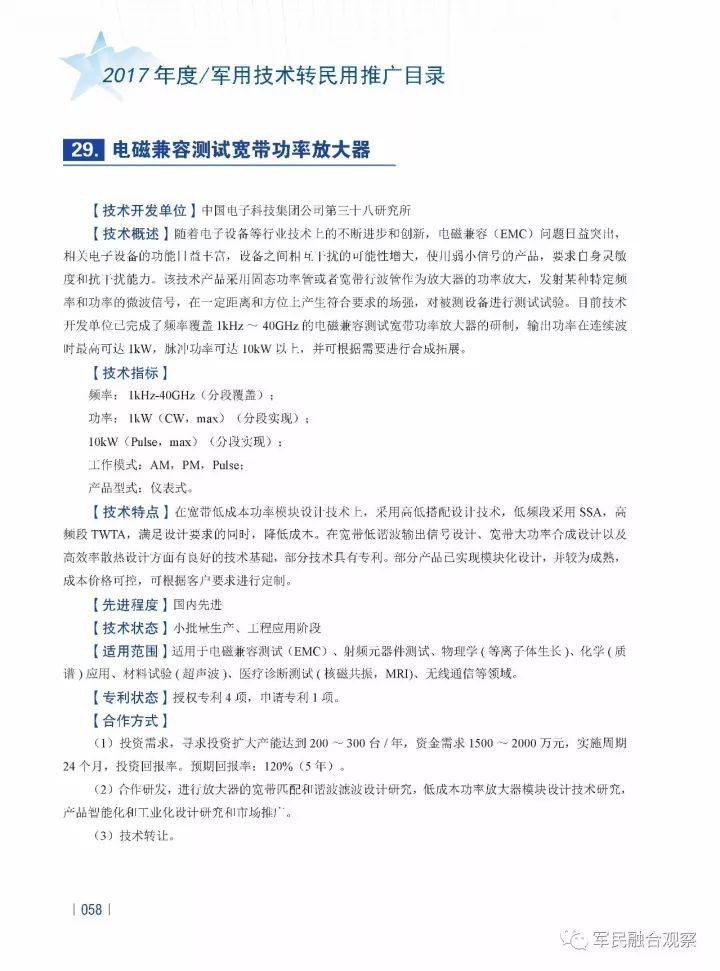 2017年度/军用技术转民用推广目录
29. 电磁兼容测试宽带功率放大器
【技术开发单位】中国电子科技集团公司第三十八研究所
【技术概述】随着电子设备等行业技术上的不断进步和创新，电磁兼容（EMC）问题日益突出，
相关电子设备的功能日益丰富，设备之间相互干扰的可能性增大，使用弱小信号的产品，要求自身灵敏
度和抗干扰能力。该技术产品采用固态功率管或者宽带行波管作为放大器的功率放大，发射某种特定频
率和功率的微波信号，在一定距离和方位上产生符合要求的场强，对被测设备进行测试试验。目前技术
开发单位已完成了频率覆盖 1kHz ～ 40GHz 的电磁兼容测试宽带功率放大器的研制，输出功率在连续波
时最高可达 1kW，脉冲功率可达 10kW 以上，并可根据需要进行合成拓展。
【技术指标】
频率： 1kHz-40GHz（分段覆盖）；
功率： 1kW（CW，max）（分段实现）；
10kW（Pulse，max）（分段实现）；
工作模式：AM，PM，Pulse；
产品型式：仪表式。
【技术特点】在宽带低成本功率模块设计技术上，采用高低搭配设计技术，低频段采用 SSA，高
频段 TWTA，满足设计要求的同时，降低成本。在宽带低谐波输出信号设计、宽带大功率合成设计以及
高效率散热设计方面有良好的技术基础，部分技术具有专利。部分产品已实现模块化设计，并较为成熟，
成本价格可控，可根据客户要求进行定制。
【先进程度】国内先进
【技术状态】小批量生产、工程应用阶段
【适用范围】适用于电磁兼容测试（EMC）、射频元器件测试、物理学 ( 等离子体生长 )、化学 ( 质
谱 ) 应用、材料试验 ( 超声波 )、医疗诊断测试 ( 核磁共振，MRI)、无线通信等领域。
【专利状态】授权专利 4 项，申请专利 1 项。
【合作方式】
（1）投资需求，寻求投资扩大产能达到 200 ～ 300 台 / 年，资金需求 1500 ～ 2000 万元，实施周期
24 个月，投资回报率。预期回报率：120%（5 年）。
（2）合作研发，进行放大器的宽带匹配和谐波滤波设计研究，低成本功率放大器模块设计技术研究，
产品智能化和工业化设计研究和市场推广。
（3）技术转让。
| 058 |
军民融合观察